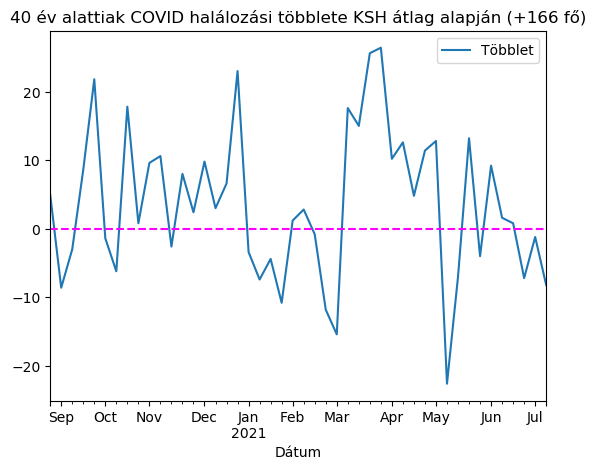 40 év alattiak COVID halálozási többlete KSH átlag alapján (+166 fő)
Többlet
20
10
0
−10
−20
Sep Oct Nov Dec Jan Feb Mar Apr May Jun Jul
2021
Dátum